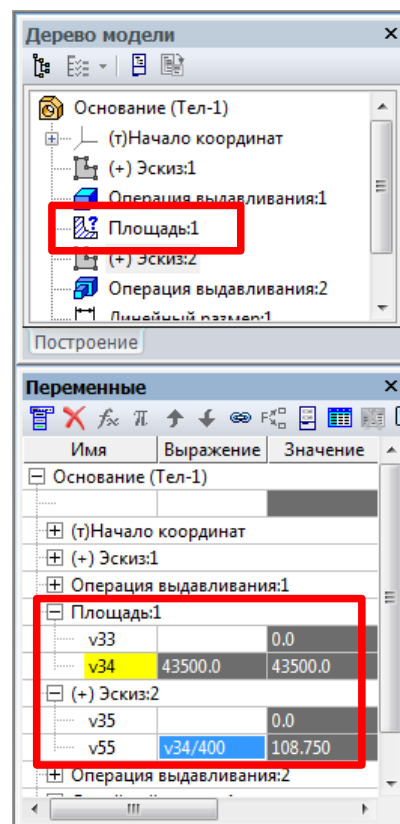 Дерево модели
Основание (Тел-1)
(т)Начало координат
(+) Эскиз:1
Операция выдавливания:1
Площадь:1
(+) Эскиз:2
Операция выдавливания:2
Линейный размер:1
Построение
Переменные
Имя Выражение Значение
Основание (Тел-1)
(т)Начало координат
(+) Эскиз:1
Операция выдавливания:1
Площадь:1
v33 0.0
v34 43500.0 43500.0
(+) Эскиз:2
v35 0.0
v55 v34/400 108.750
Операция выдавливания:2